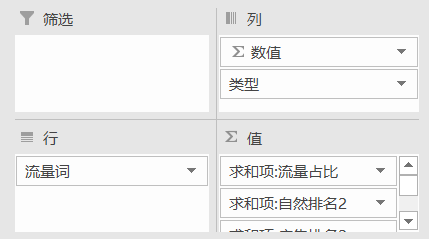 筛选
列
Σ 数值
类型
行
Σ 值
流量词
求和项:流量占比
求和项:自然排名2